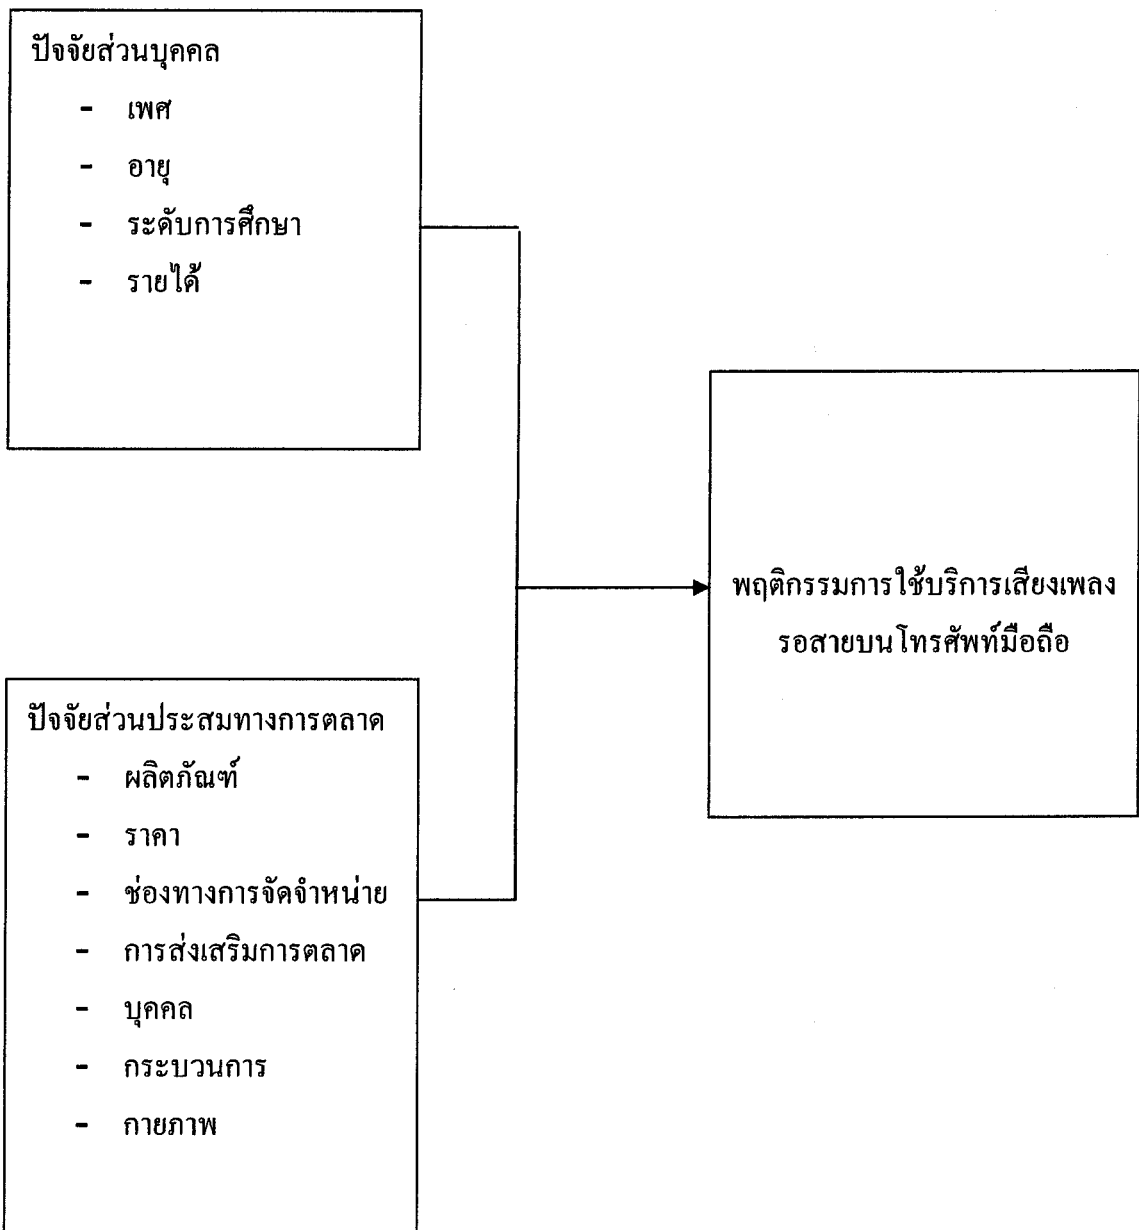 ปัจจัยส่วนบุคคล
- เพศ
- อายุ
- ระดับการศึกษา
- รายได้
พฤติกรรมการใช้บริการเสียงเพลง
รอสายบนโทรศัพท์มือถือ
ปัจจัยส่วนประสมทางการตลาด
- ผลิตภัณฑ์
- ราคา
- ช่องทางการจัดจำหน่าย
- การส่งเสริมการตลาด
- บุคคล
- กระบวนการ
- กายภาพ